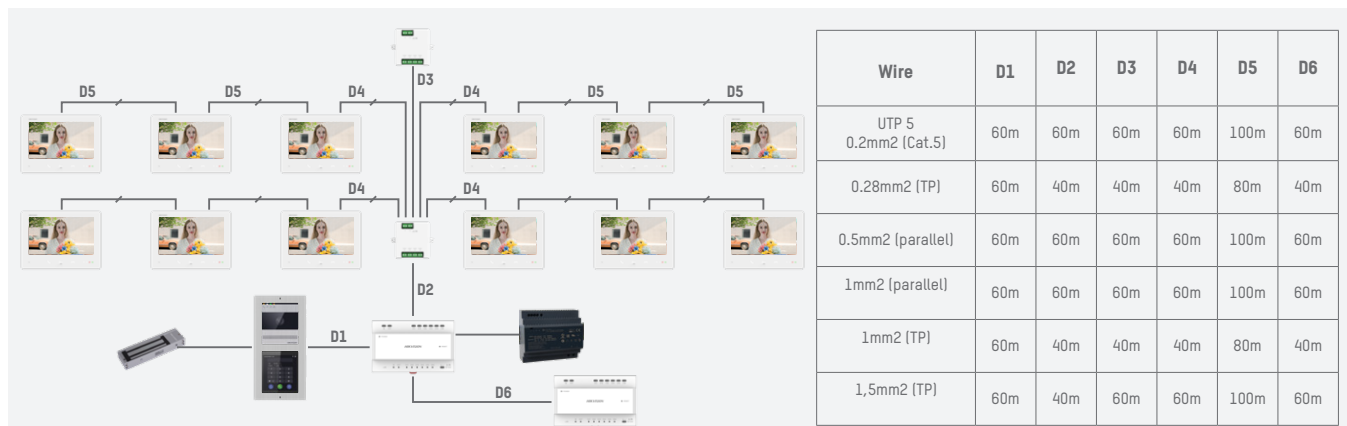 D3
D5 D5 D4 D4 D5 D5
D4 D4
D2
D1
D6
Wire D1 D2 D3 D4 D5 D6
UTP 5
0.2mm2 (Cat.5) 60m 60m 60m 60m 100m 60m
0.28mm2 (TP) 60m 40m 40m 40m 80m 40m
0.5mm2 (parallel) 60m 60m 60m 60m 100m 60m
1mm2 (parallel) 60m 60m 60m 60m 100m 60m
1mm2 (TP) 60m 40m 40m 40m 80m 40m
1,5mm2 (TP) 60m 40m 60m 60m 100m 60m